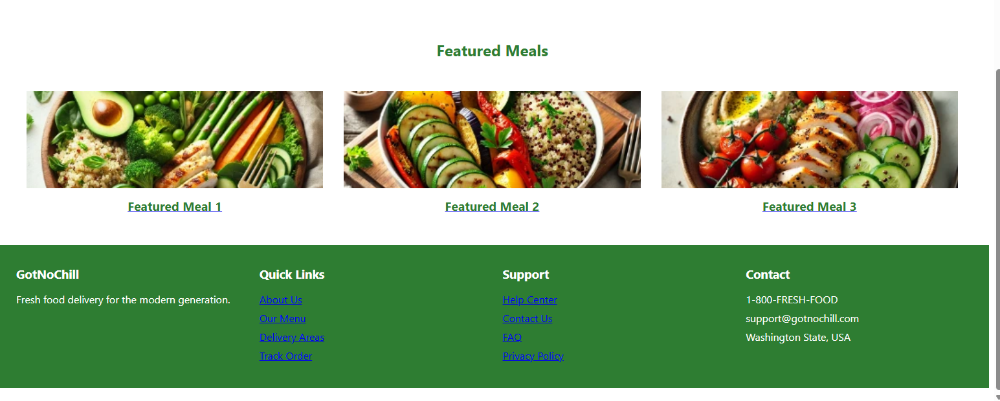 Featured Meals
Featured Meal 1
Featured Meal 2
Featured Meal 3
GotNoChill
Fresh food delivery for the modern generation.
Quick Links
About Us
Our Menu
Delivery Areas
Track Order
Support
Help Center
Contact Us
FAQ
Privacy Policy
Contact
1-800-FRESH-FOOD
support@gotnochill.com
Washington State, USA